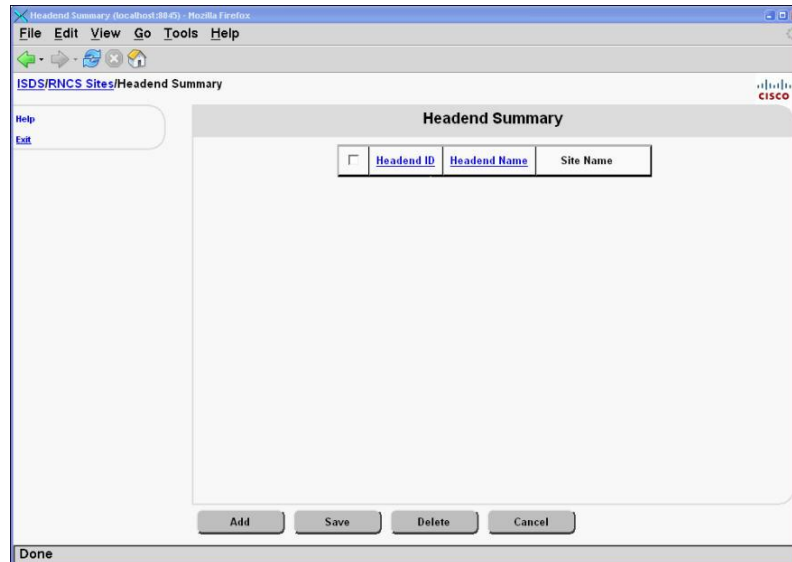 Headend Summary (localhost:8045) - Mozilla Firefox
File Edit View Go Tools Help
ISDS/RNCS Sites/Headend Summary
CISCO
Help
Exit
Headend Summary
Headend ID Headend Name Site Name
Add Save Delete Cancel
Done